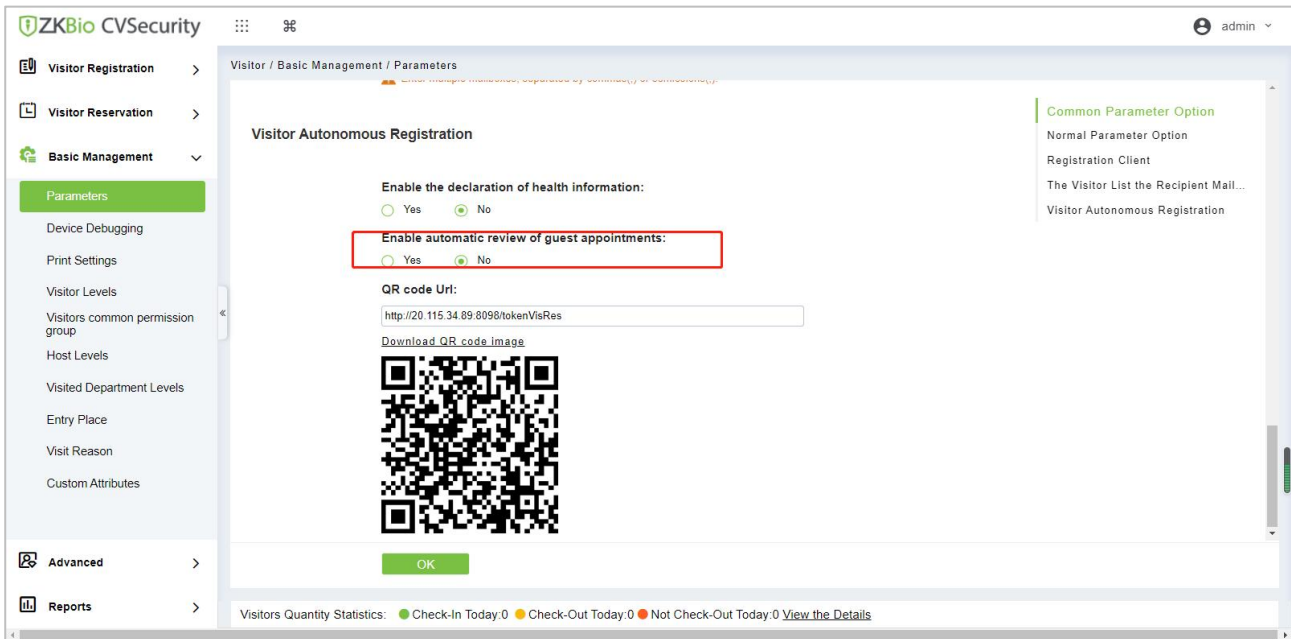 ZKBio CVSecurity
admin
Visitor Registration
Visitor Reservation
Basic Management
Parameters
Device Debugging
Print Settings
Visitor Levels
Visitors common permission
group
Host Levels
Visited Department Levels
Entry Place
Visit Reason
Custom Attributes
Advanced
Reports
Visitor / Basic Management / Parameters
Visitor Autonomous Registration
Enable the declaration of health information:
Yes No
Enable automatic review of guest appointments:
Yes No
QR code Url:
http://20.115.34.89:8098/tokenVisRes
Download QR code image
OK
Common Parameter Option
Normal Parameter Option
Registration Client
The Visitor List the Recipient Mail...
Visitor Autonomous Registration
Visitors Quantity Statistics: Check-In Today:0 Check-Out Today:0 Not Check-Out Today:0 View the Details